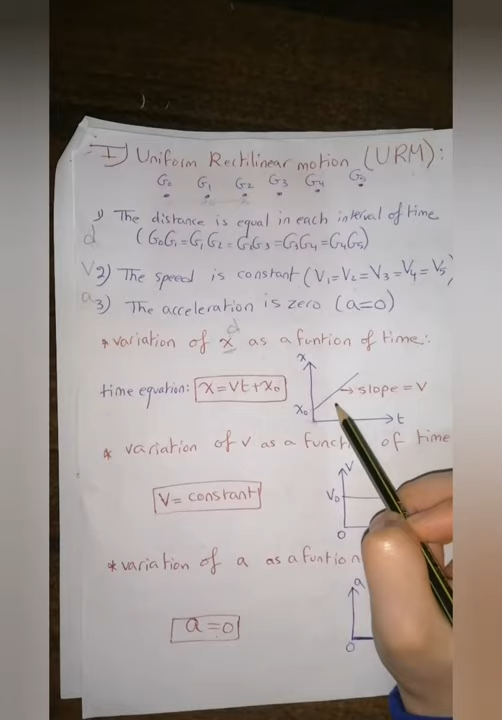 I) Uniform Rectilinear motion (URM):
G₀ G₁ G₂ G₃ G₄ G₅
1) The distance is equal in each interval of time
d
(G₀G₁=G₁G₂=G₂G₃=G₃G₄=G₄G₅)
V 2) The speed is constant (V₁=V₂=V₃=V₄=V₅)
a 3) The acceleration is zero (a=0)
d
* variation of x as a funtion of time:
x
time equation: x=Vt+x₀ → slope = V
x₀ t
* variation of v as a function of time
V
V= constant V₀
0
* variation of a as a funtion
a
a=0
0